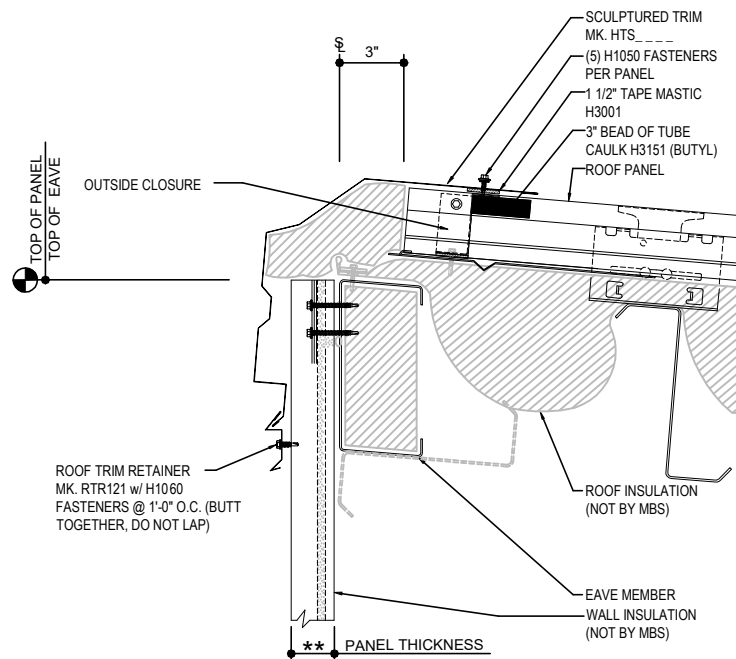 SCULPTURED TRIM
MK. HTS____
(5) H1050 FASTENERS
PER PANEL
1 1/2" TAPE MASTIC
H3001
3" BEAD OF TUBE
CAULK H3151 (BUTYL)
ROOF PANEL
3"
TOP OF PANEL
TOP OF EAVE
OUTSIDE CLOSURE
ROOF TRIM RETAINER
MK. RTR121 w/ H1060
FASTENERS @ 1'-0" O.C. (BUTT
TOGETHER, DO NOT LAP)
ROOF INSULATION
(NOT BY MBS)
EAVE MEMBER
WALL INSULATION
(NOT BY MBS)
** PANEL THICKNESS